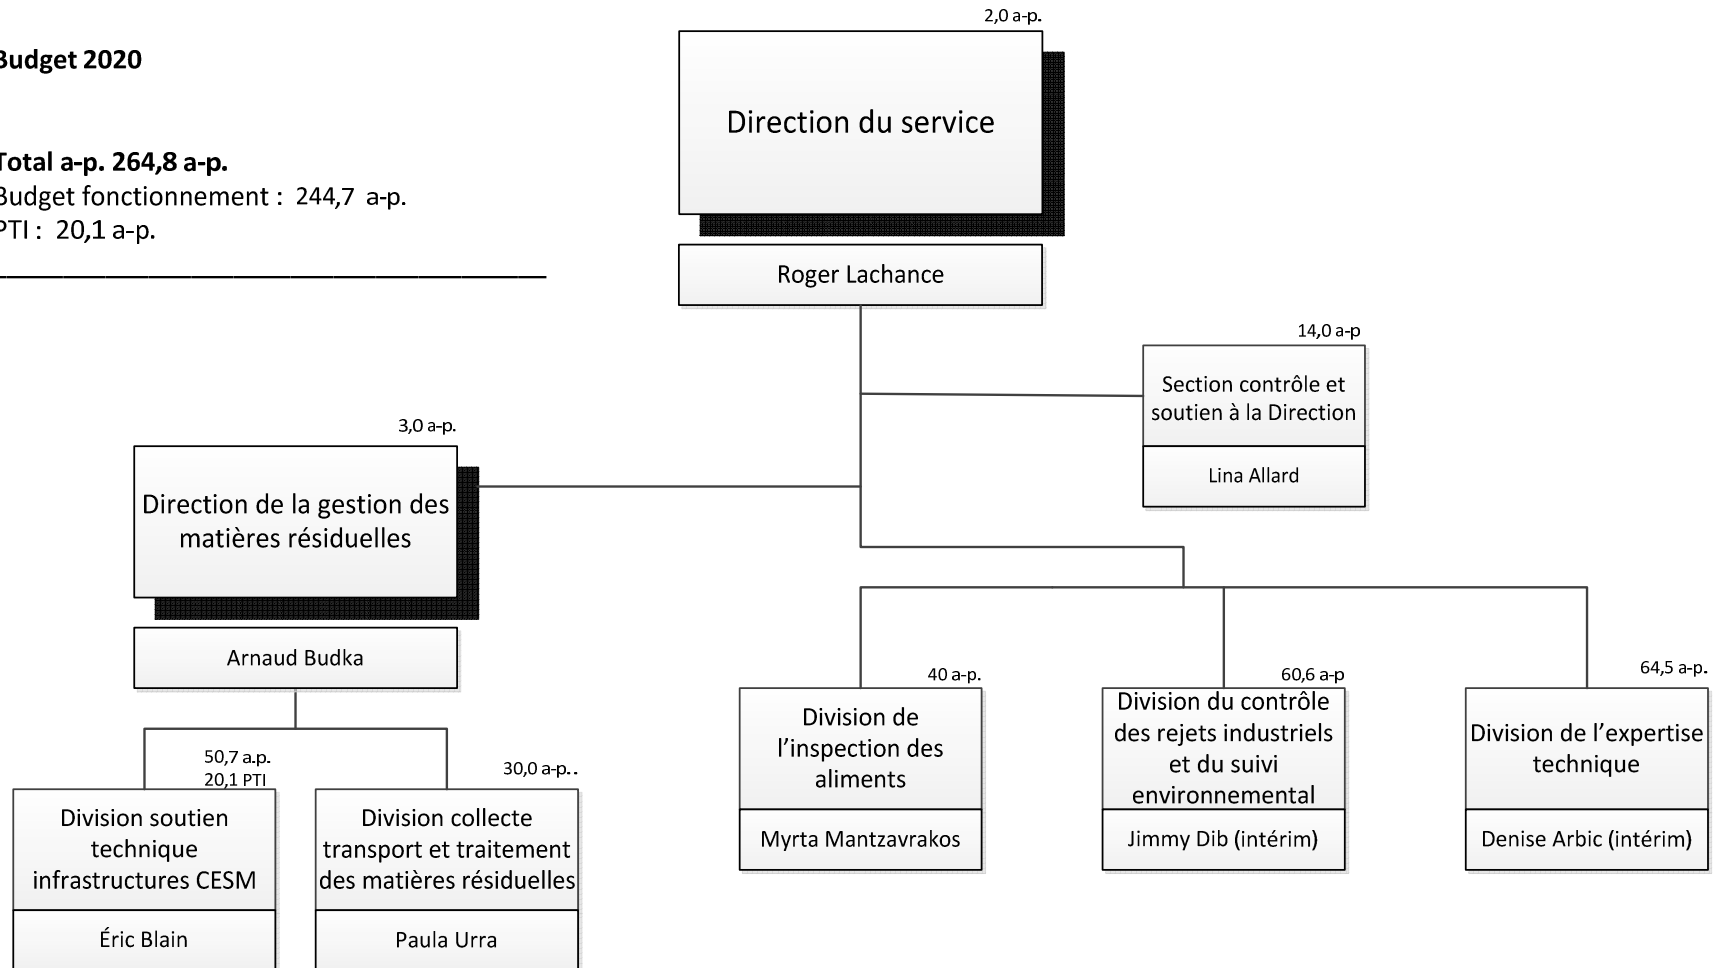 2,0 a-p.
Budget 2020
Direction du service
Total a-p. 264,8 a-p.
Budget fonctionnement : 244,7 a-p.
PTI : 20,1 a-p.
Roger Lachance
14,0 a-p
Section contrôle et
soutien à la Direction
Lina Allard
3,0 a-p.
Direction de la gestion des
matières résiduelles
Arnaud Budka
40 a-p.
Division de
l’inspection des
aliments
Myrta Mantzavrakos
60,6 a-p
Division du contrôle
des rejets industriels
et du suivi
environnemental
Jimmy Dib (intérim)
64,5 a-p.
Division de l’expertise
technique
Denise Arbic (intérim)
50,7 a.p.
20,1 PTI
Division soutien
technique
infrastructures CESM
Éric Blain
30,0 a-p..
Division collecte
transport et traitement
des matières résiduelles
Paula Urra